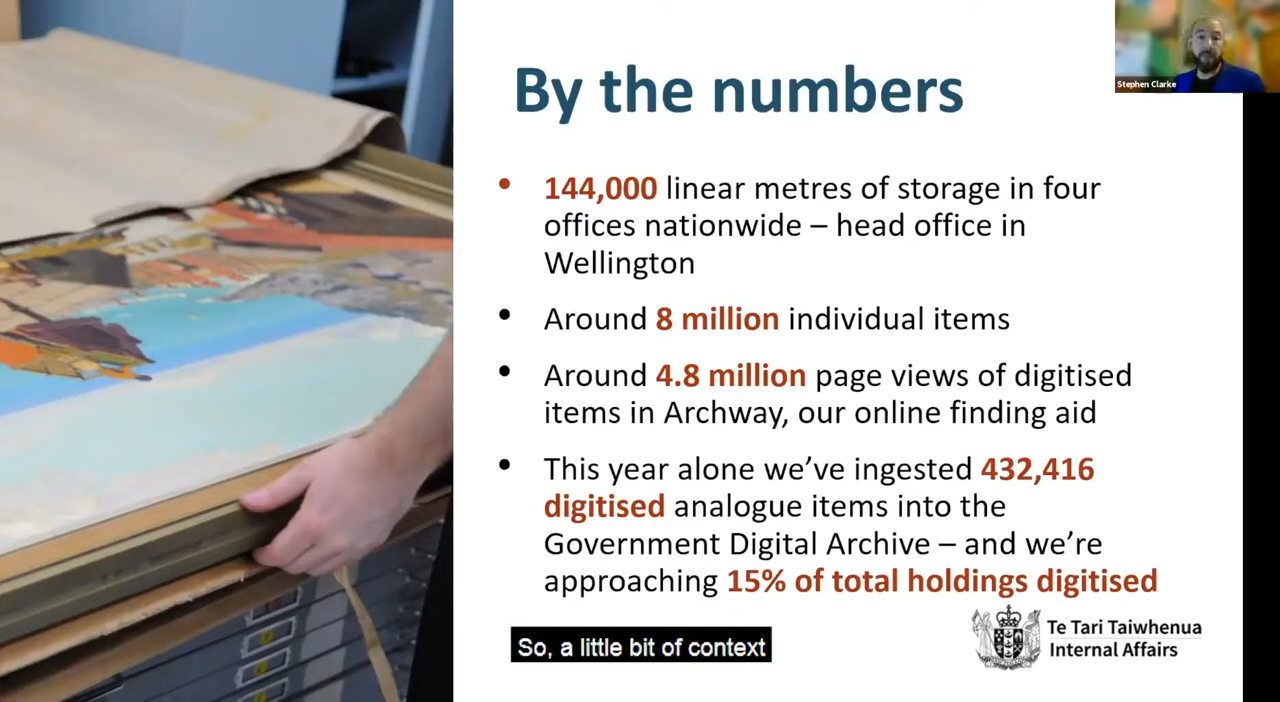 By the numbers
Stephen Clarke
• 144,000 linear metres of storage in four
offices nationwide – head office in
Wellington
• Around 8 million individual items
• Around 4.8 million page views of digitised
items in Archway, our online finding aid
• This year alone we’ve ingested 432,416
digitised analogue items into the
Government Digital Archive – and we’re
approaching 15% of total holdings digitised
Te Tari Taiwhenua
Internal Affairs
So, a little bit of context